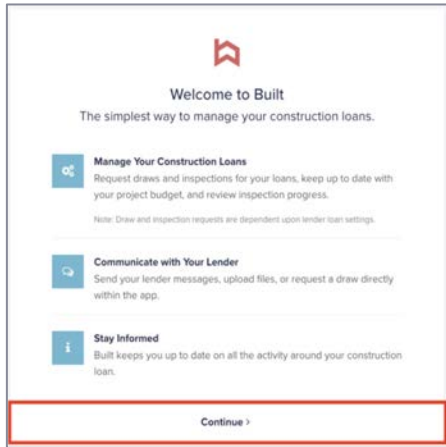 Welcome to Built
The simplest way to manage your construction loans.
Manage Your Construction Loans
Request draws and inspections for your loans, keep up to date with
your project budget, and review inspection progress.
Note: Draw and inspection requests are dependent upon lender loan settings.
Communicate with Your Lender
Send your lender messages, upload files, or request a draw directly
within the app.
Stay Informed
Built keeps you up to date on all the activity around your construction
loan.
Continue >